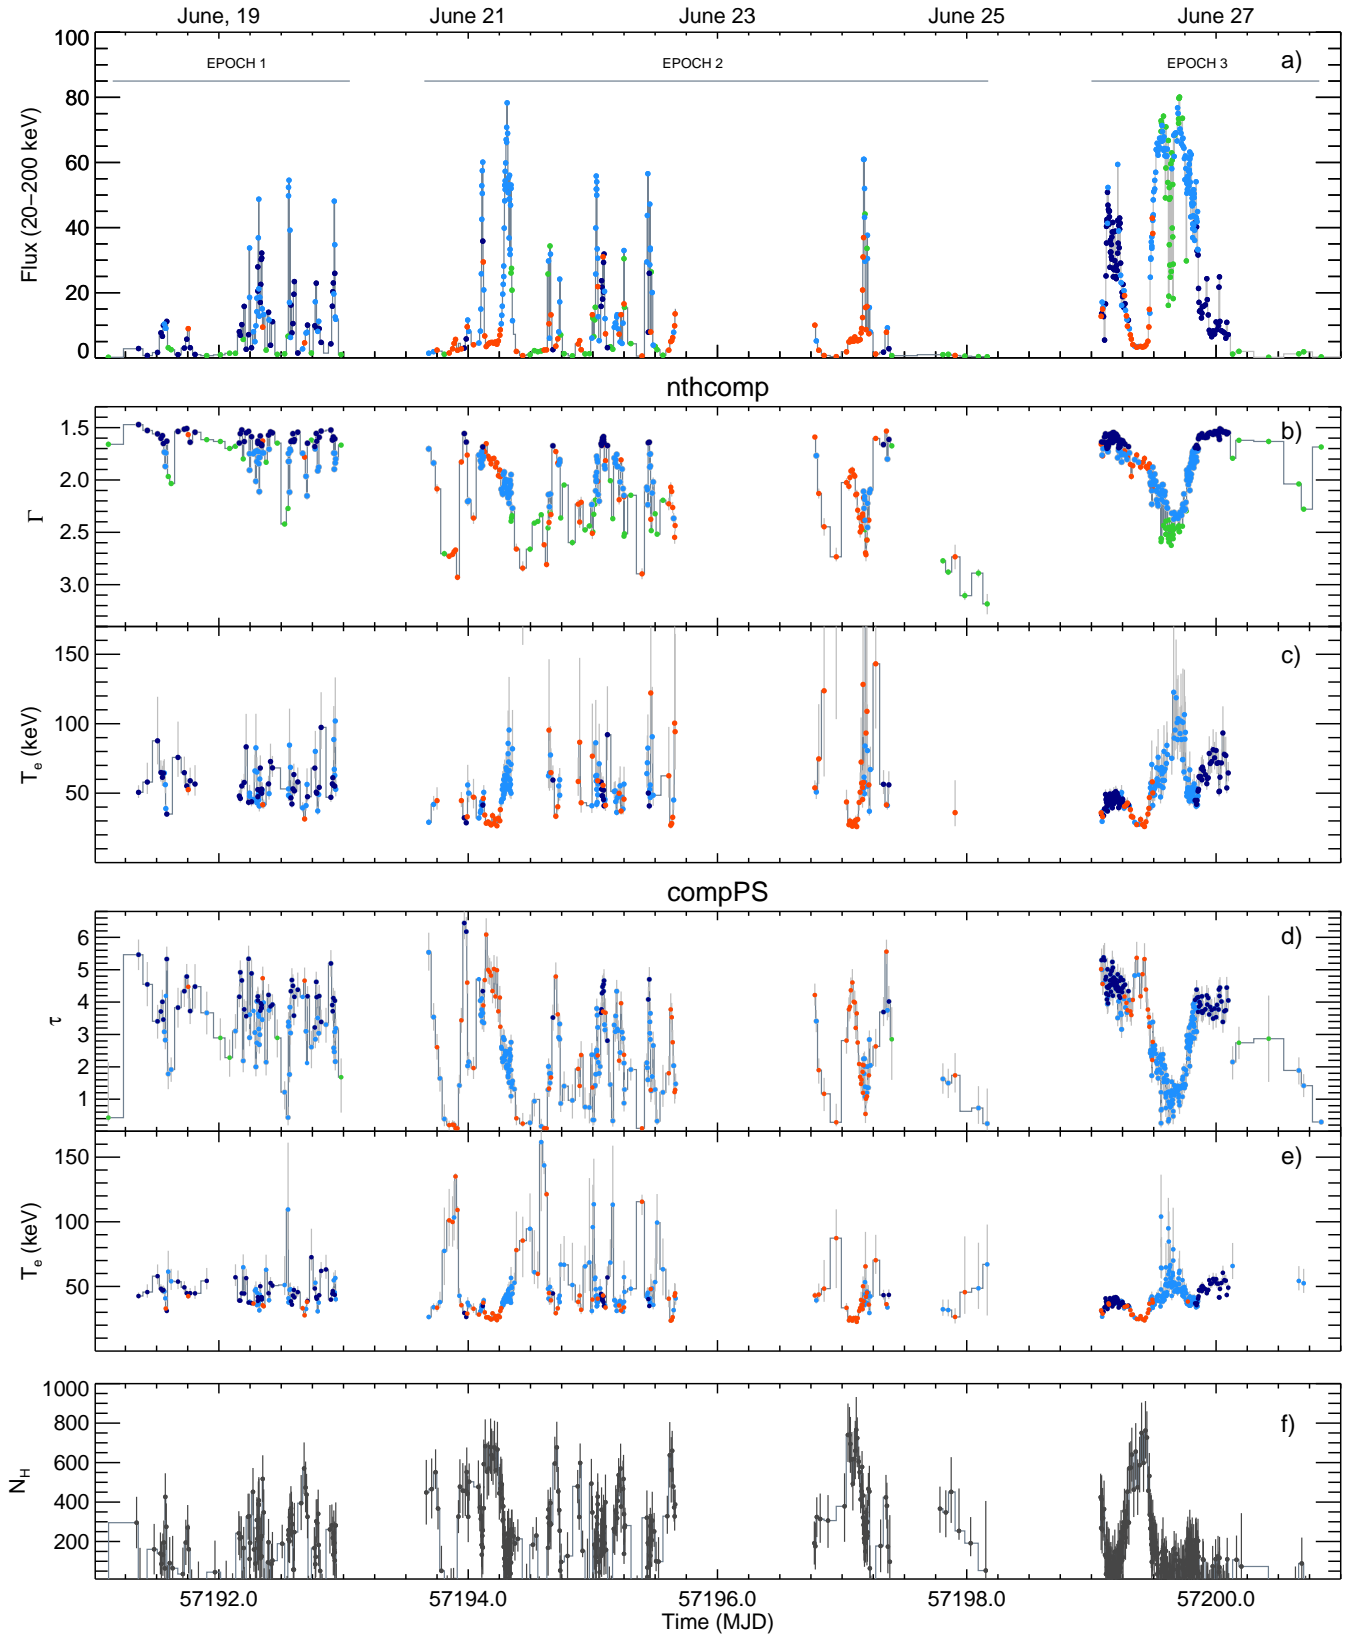 June, 19 June 21 June 23 June 25 June 27
100
EPOCH 1 EPOCH 2 EPOCH 3 a)
80
60
40
20
0
Flux (20−200 keV)
nthcomp
b)
1.5
2.0
2.5
3.0
Γ
c)
150
100
50
T_e (keV)
compPS
d)
6
5
4
3
2
1
τ
e)
150
100
50
T_e (keV)
1000
f)
800
600
400
200
N_H
57192.0 57194.0 57196.0 57198.0 57200.0
Time (MJD)